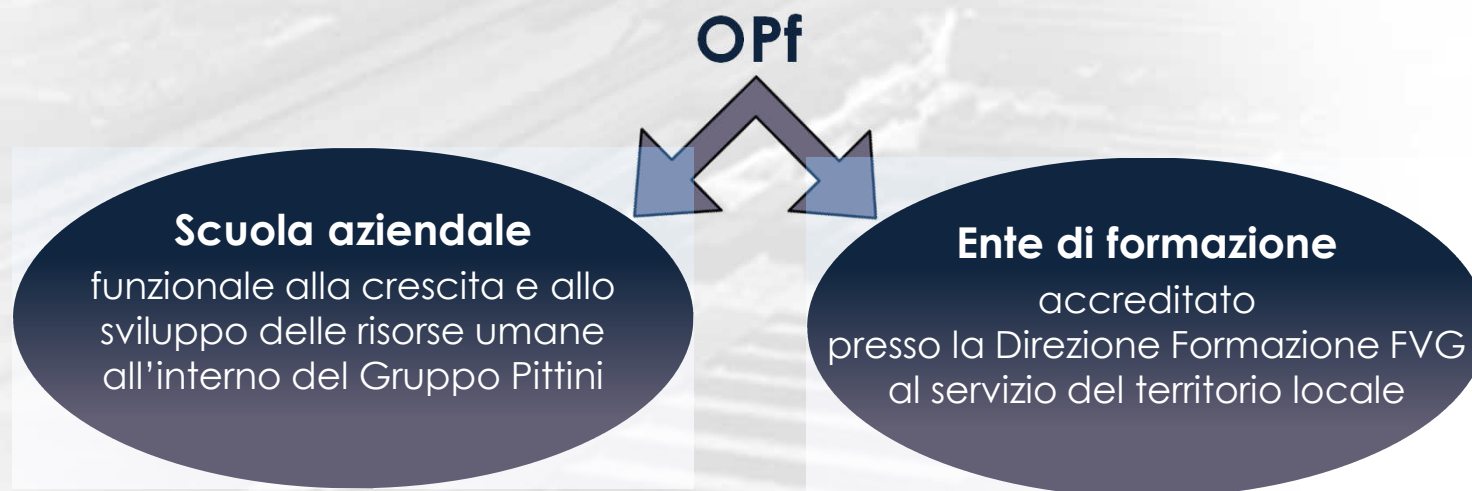 OPf
Scuola aziendale
funzionale alla crescita e allo
sviluppo delle risorse umane
all’interno del Gruppo Pittini
Ente di formazione
accreditato
presso la Direzione Formazione FVG
al servizio del territorio locale